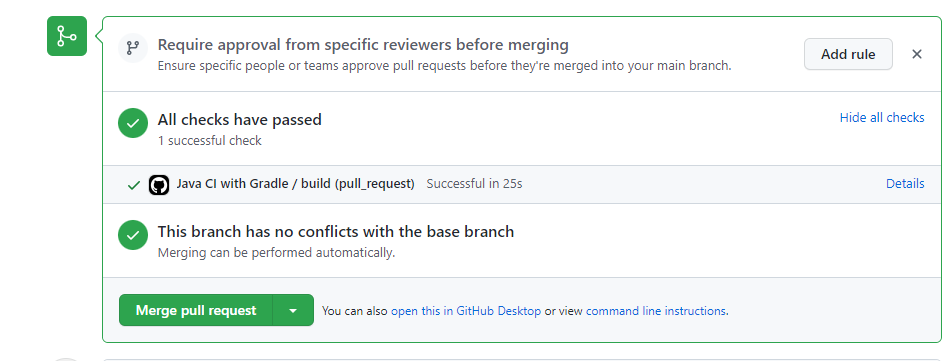 Require approval from specific reviewers before merging
Ensure specific people or teams approve pull requests before they're merged into your main branch.
Add rule
All checks have passed
1 successful check
Hide all checks
Java CI with Gradle / build (pull_request) Successful in 25s
Details
This branch has no conflicts with the base branch
Merging can be performed automatically.
Merge pull request
You can also open this in GitHub Desktop or view command line instructions.